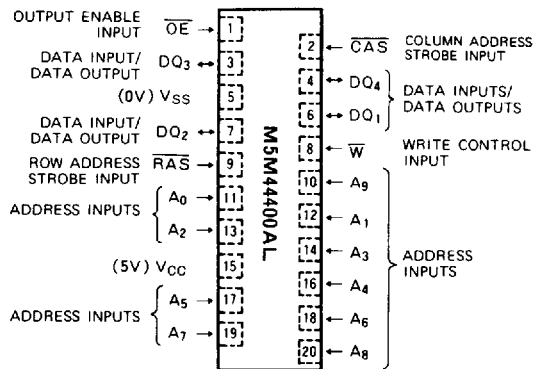 OUTPUT ENABLE
INPUT
OE
1
2
CAS
COLUMN ADDRESS
STROBE INPUT
DATA INPUT/
DATA OUTPUT
DQ3
3
4
DQ4
DATA INPUTS/
DATA OUTPUTS
(0V) VSS
5
6
DQ1
DATA INPUT/
DATA OUTPUT
DQ2
7
8
W
WRITE CONTROL
INPUT
ROW ADDRESS
STROBE INPUT
RAS
9
10
A9
ADDRESS INPUTS
A0
11
12
A1
A2
13
14
A3
ADDRESS
INPUTS
(5V) VCC
15
16
A4
ADDRESS INPUTS
A5
17
18
A6
A7
19
20
A8
M5M44400AL